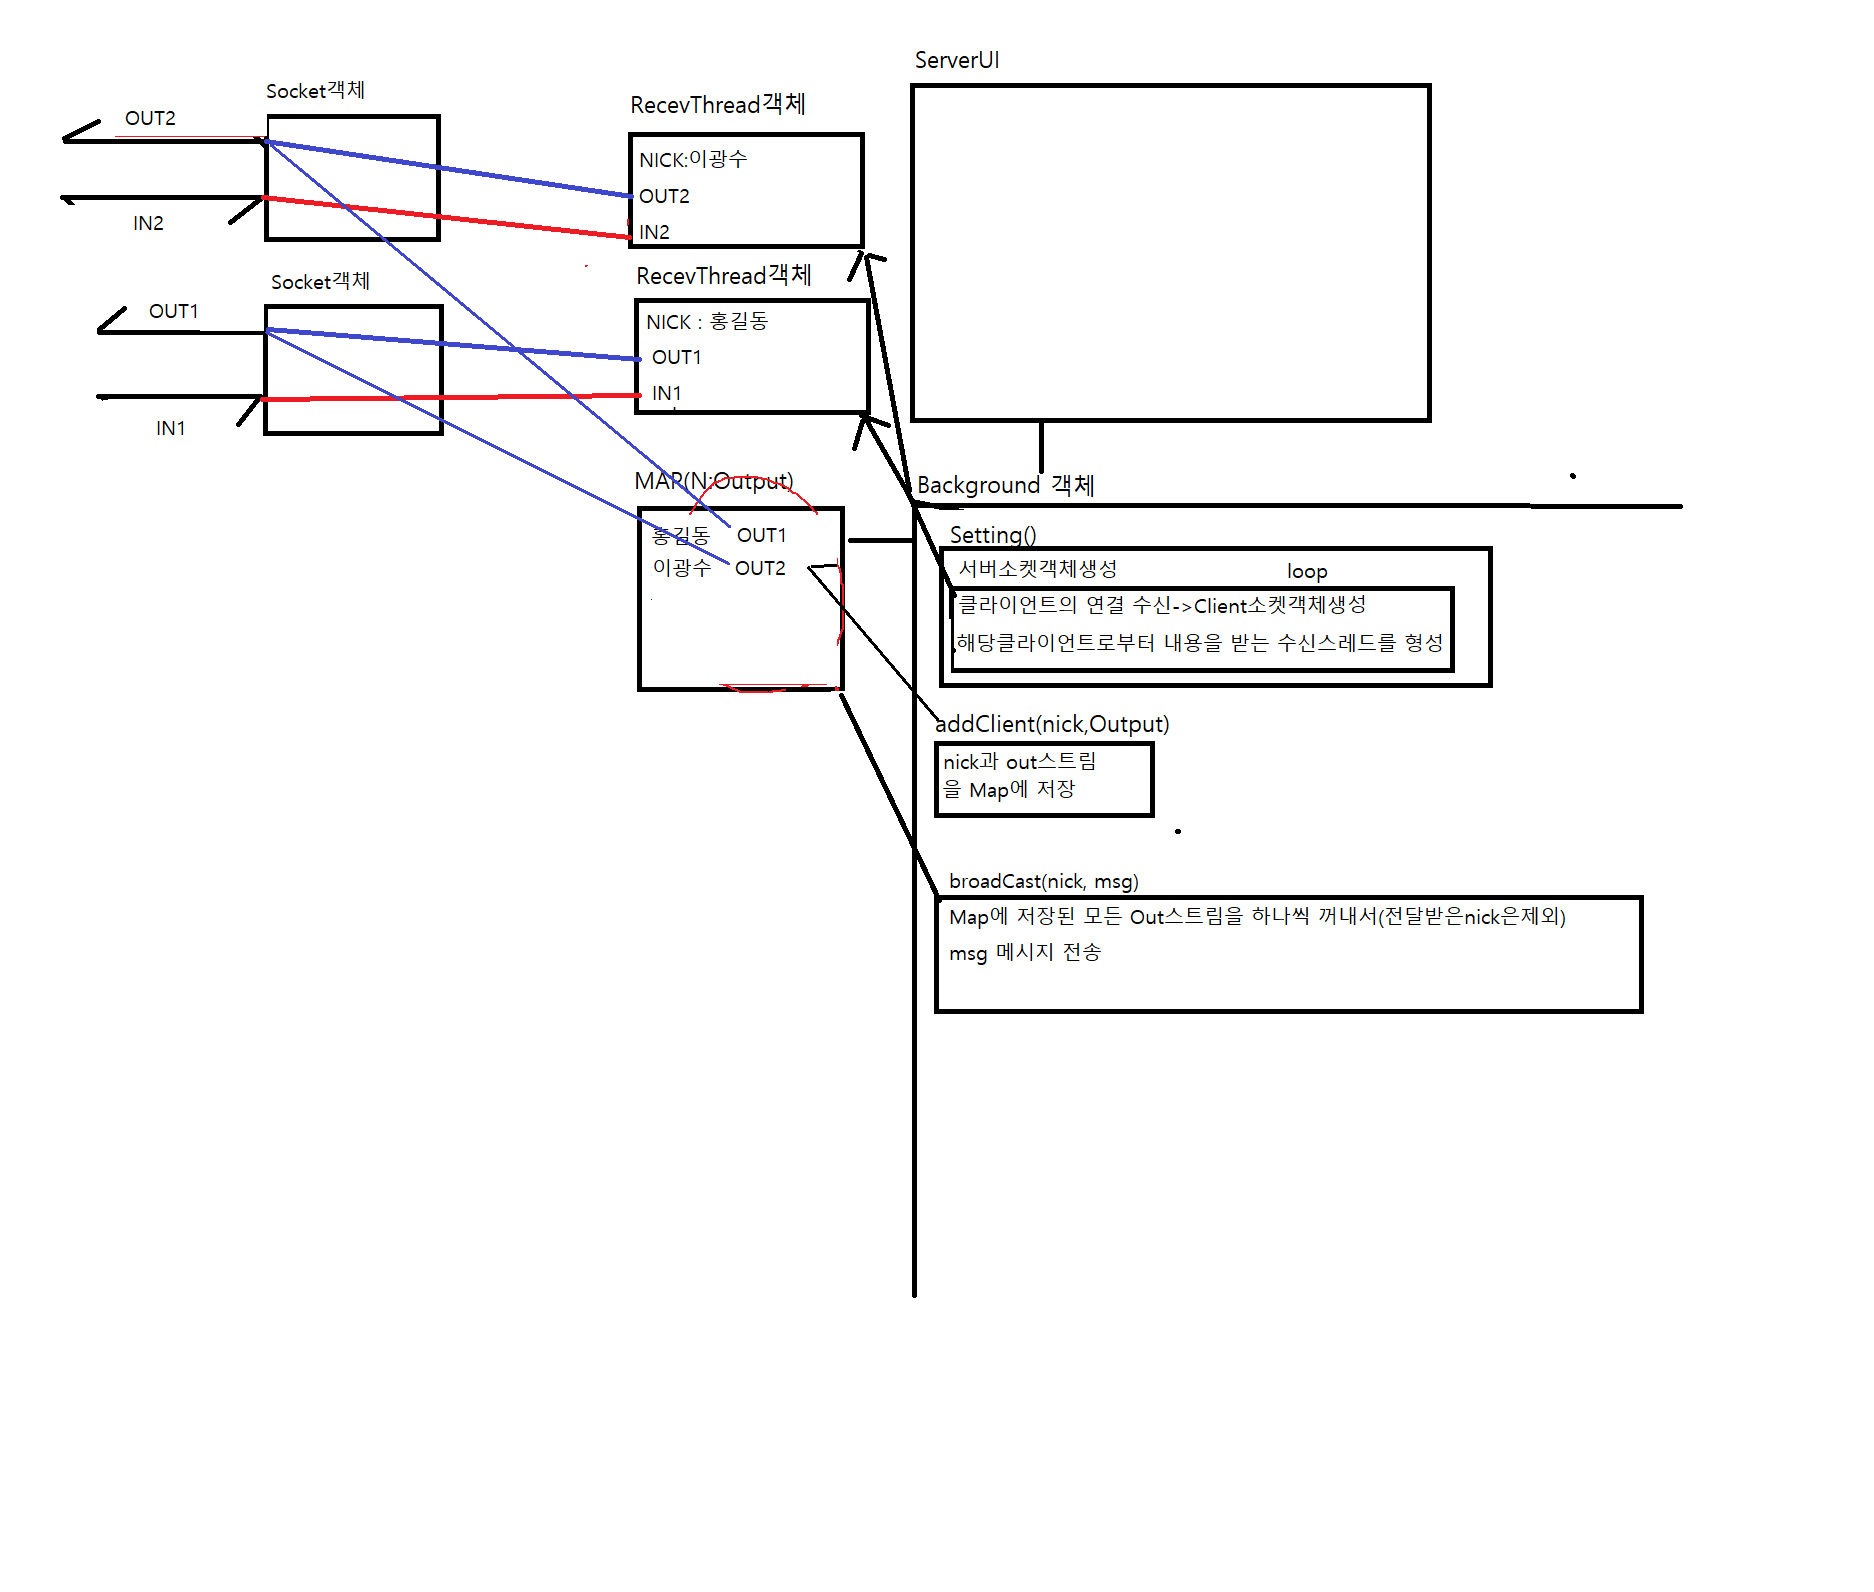 ServerUI
Socket객체
RecevThread객체
OUT2
NICK:이광수
OUT2
IN2
IN2
Socket객체
RecevThread객체
OUT1
NICK : 홍길동
OUT1
IN1
IN1
MAP(N:Output)
홍길동 OUT1
이광수 OUT2
Background 객체
Setting()
서버소켓객체생성 loop
클라이언트의 연결 수신->Client소켓객체생성
해당클라이언트로부터 내용을 받는 수신스레드를 형성
addClient(nick,Output)
nick과 out스트림
을 Map에 저장
broadCast(nick, msg)
Map에 저장된 모든 Out스트림을 하나씩 꺼내서(전달받은nick은제외)
msg 메시지 전송